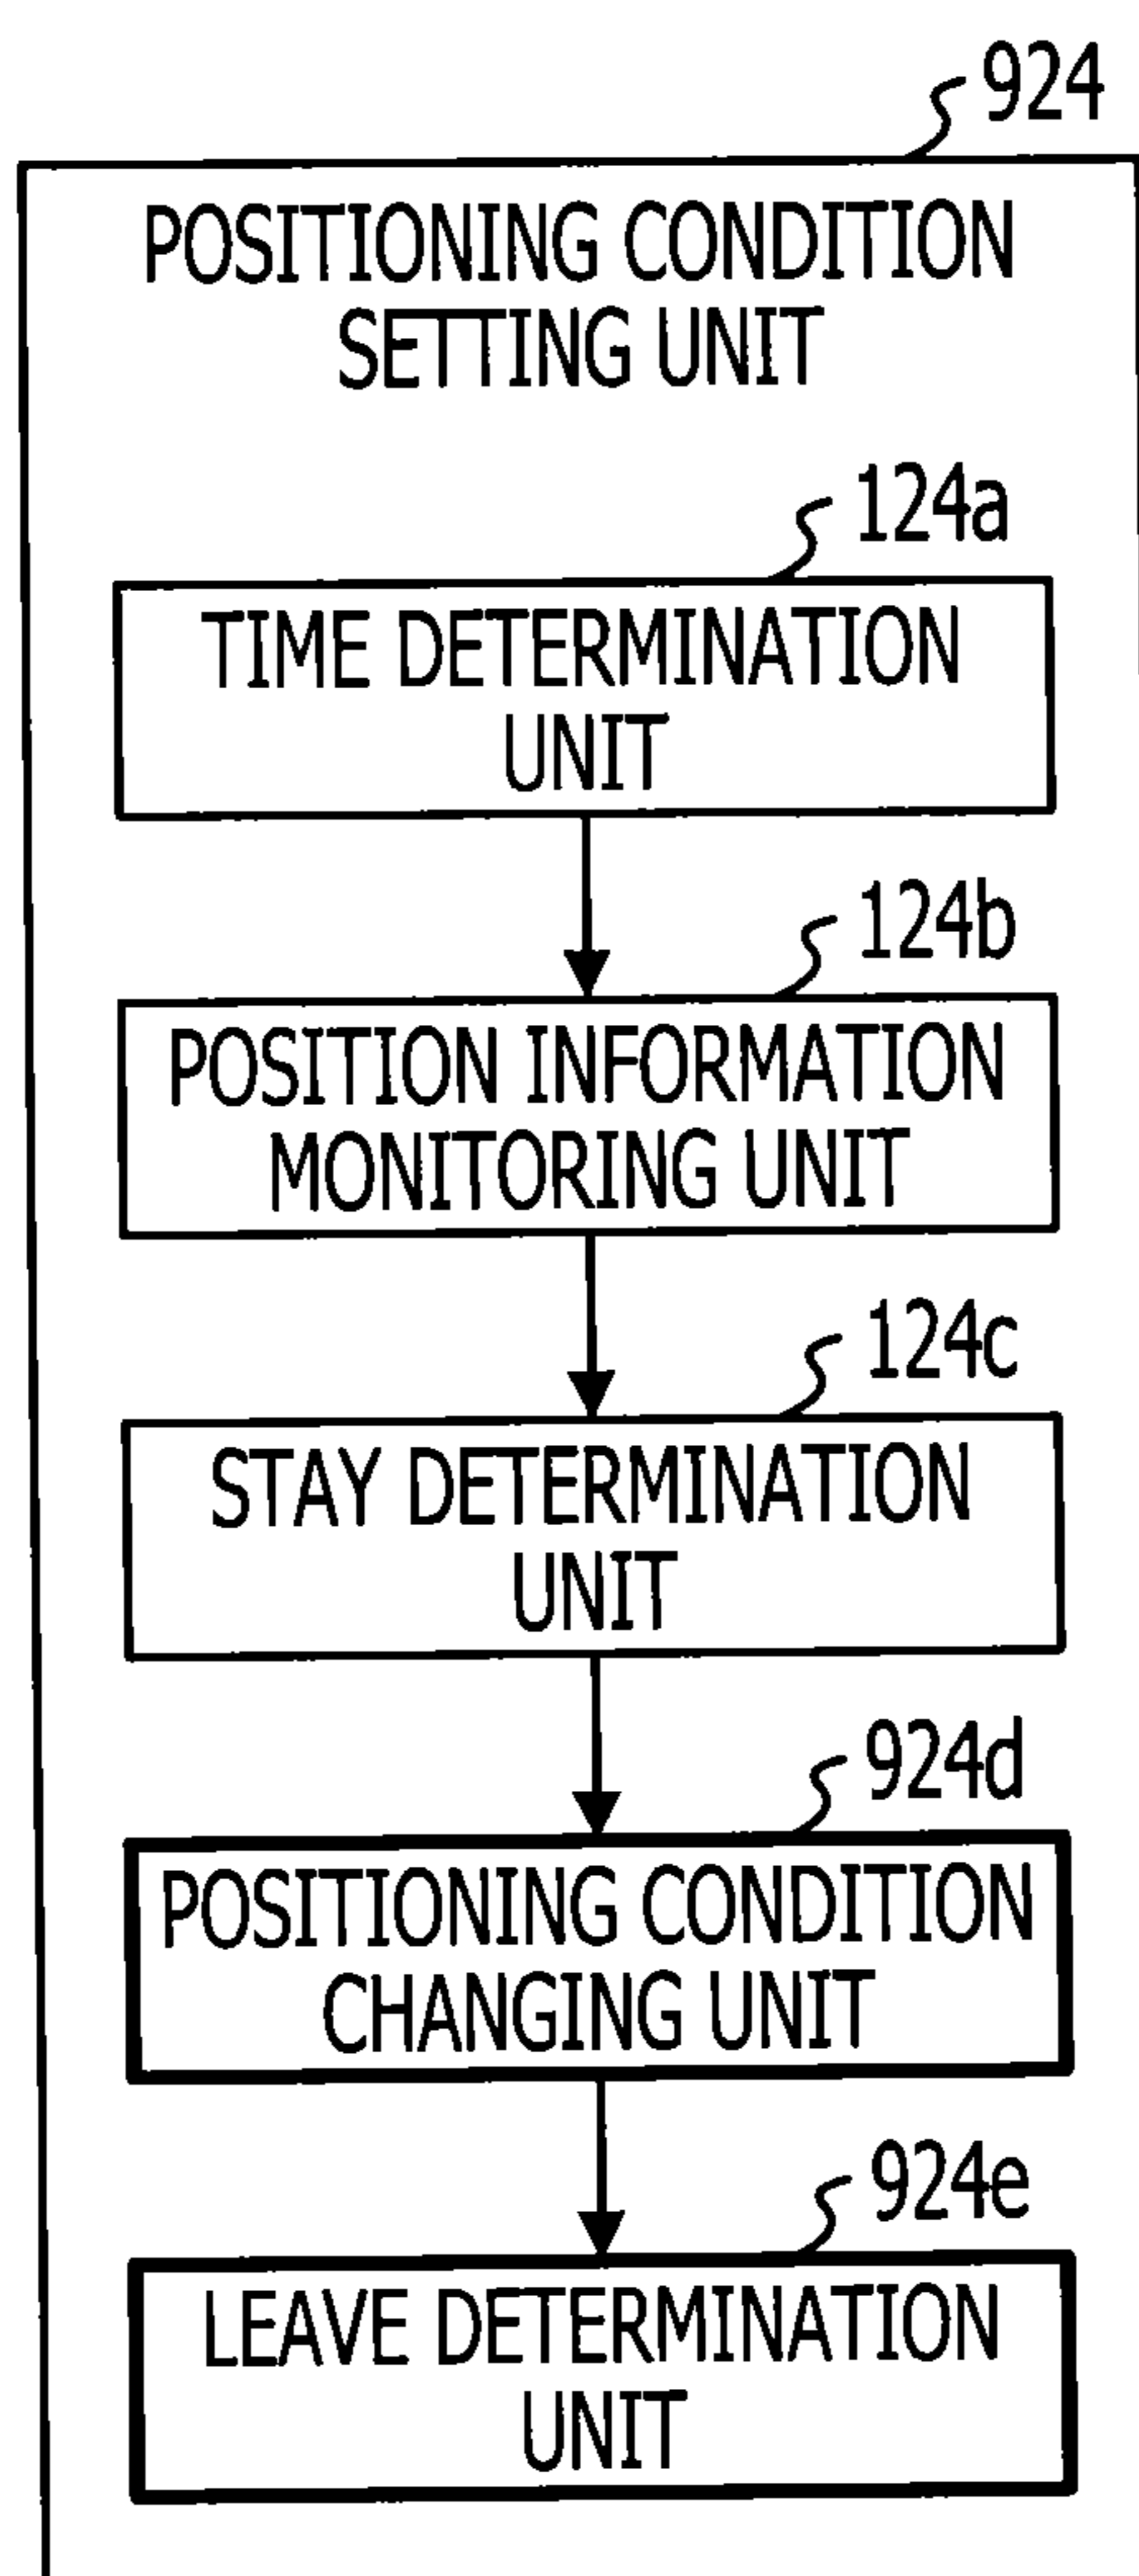 924
POSITIONING CONDITION
SETTING UNIT
124a
TIME DETERMINATION
UNIT
124b
POSITION INFORMATION
MONITORING UNIT
124c
STAY DETERMINATION
UNIT
924d
POSITIONING CONDITION
CHANGING UNIT
924e
LEAVE DETERMINATION
UNIT